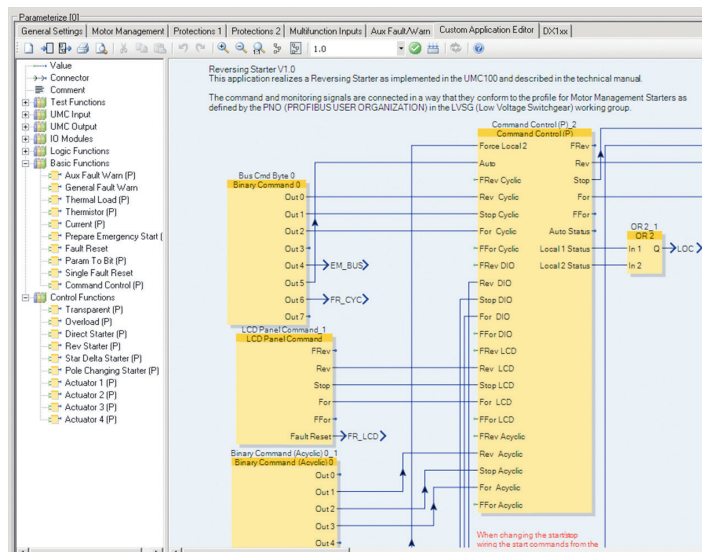 Parameterize [0]
General Settings
Motor Management
Protections 1
Protections 2
Multifunction Inputs
Aux Fault/Warn
Custom Application Editor
DX1xx
1.0
Value
Connector
Comment
Test Functions
UMC Input
UMC Output
IO Modules
Logic Functions
Basic Functions
Aux Fault Warn (P)
General Fault Warn
Thermal Load (P)
Thermistor (P)
Current (P)
Prepare Emergency Start (
Fault Reset
Param To Bit (P)
Single Fault Reset
Command Control (P)
Control Functions
Transparent (P)
Overload (P)
Direct Starter (P)
Rev Starter (P)
Star Delta Starter (P)
Pole Changing Starter (P)
Actuator 1 (P)
Actuator 2 (P)
Actuator 3 (P)
Actuator 4 (P)
Reversing Starter V1.0
This application realizes a Reversing Starter as implemented in the UMC100 and described in the technical manual.
The command and monitoring signals are connected in a way that they conform to the profile for Motor Management Starters as
defined by the PNO (PROFIBUS USER ORGANIZATION) in the LVSG (Low Voltage Switchgear) working group.
Bus Cmd Byte 0
Binary Command 0
Out 0
Out 1
Out 2
Out 3
Out 4
EM_BUS
Out 5
Out 6
FR_CYC
Out 7
LCD Panel Command_1
LCD Panel Command
FRev
Rev
Stop
For
FFor
Fault Reset
FR_LCD
Binary Command (Acyclic) 0_1
Binary Command (Acyclic) 0
Out 0
Out 1
Out 2
Out 3
Out 4
Command Control (P)_2
Command Control (P)
Force Local 2
FRev
Auto
Rev
FRev Cyclic
Stop
Rev Cyclic
For
Stop Cyclic
FFor
For Cyclic
Auto Status
FFor Cyclic
Local 1 Status
FRev DIO
Local 2 Status
Rev DIO
Stop DIO
For DIO
FFor DIO
FRev LCD
Rev LCD
Stop LCD
For LCD
FFor LCD
FRev Acyclic
Rev Acyclic
Stop Acyclic
For Acyclic
FFor Acyclic
OR 2_1
OR 2
In 1
Q
LOC
In 2
When changing the start/stop
wiring the start commands from the